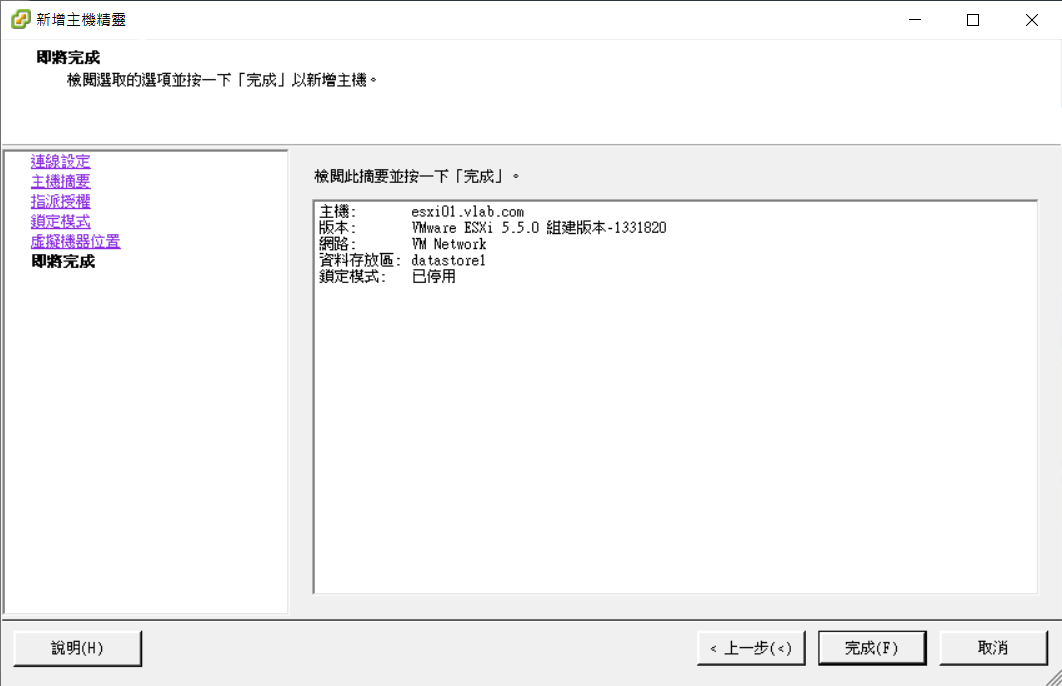 新增主機精靈
即將完成
檢閱選取的選項並按一下「完成」以新增主機。
連線設定
主機摘要
指派授權
鎖定模式
虛擬機器位置
即將完成
檢閱此摘要並按一下「完成」。
主機: esxi01.vlab.com
版本: VMware ESXi 5.5.0 組建版本-1331820
網路: VM Network
資料存放區: datastore1
鎖定模式: 已停用
說明(H)
< 上一步(<)
完成(F)
取消